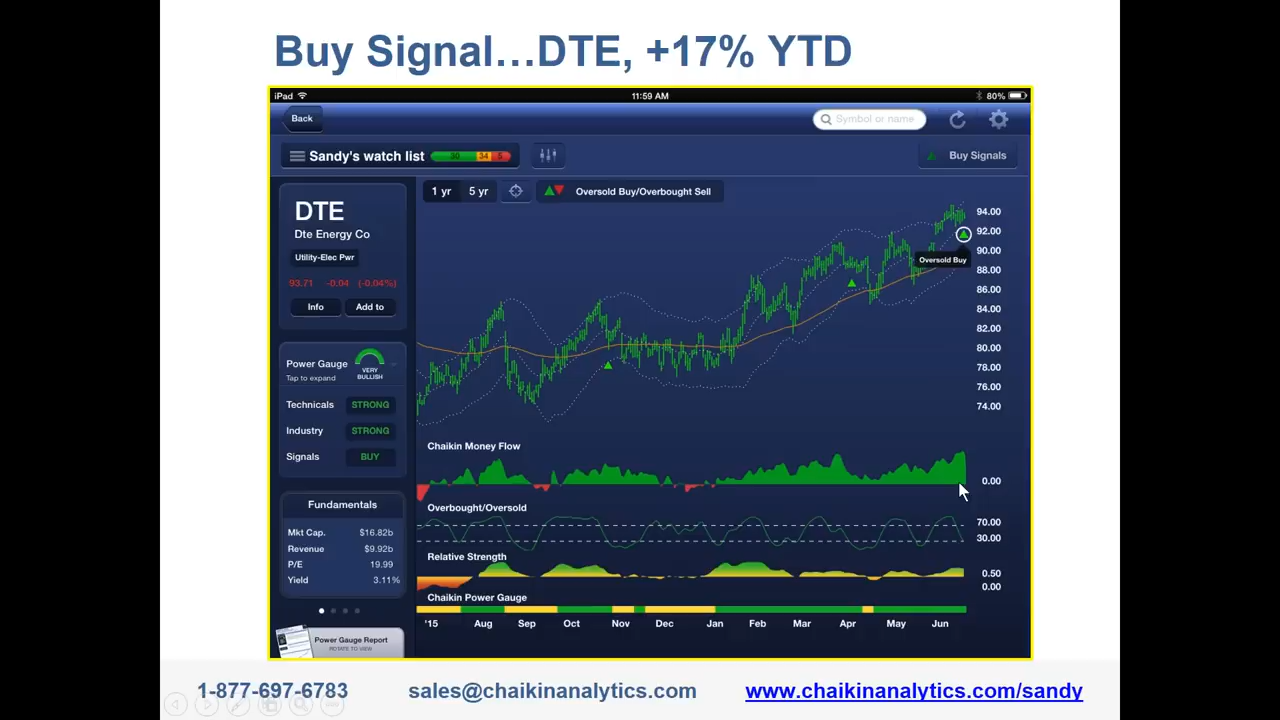 Buy Signal…DTE, +17% YTD
iPad
11:59 AM
80%
Back
Symbol or name
Sandy's watch list
30 34 5
Buy Signals
DTE
Dte Energy Co
Utility-Elec Pwr
93.71 -0.04 (-0.04%)
Info
Add to
Power Gauge
Tap to expand
VERY
BULLISH
Technicals STRONG
Industry STRONG
Signals BUY
Fundamentals
Mkt Cap. $16.82b
Revenue $9.92b
P/E 19.99
Yield 3.11%
Power Gauge Report
ROTATE TO VIEW
1 yr
5 yr
Oversold Buy/Overbought Sell
94.00
92.00
90.00
88.00
86.00
84.00
82.00
80.00
78.00
76.00
74.00
Oversold Buy
Chaikin Money Flow
0.00
Overbought/Oversold
70.00
30.00
Relative Strength
0.50
0.00
Chaikin Power Gauge
'15 Aug Sep Oct Nov Dec Jan Feb Mar Apr May Jun
1-877-697-6783
sales@chaikinanalytics.com
www.chaikinanalytics.com/sandy